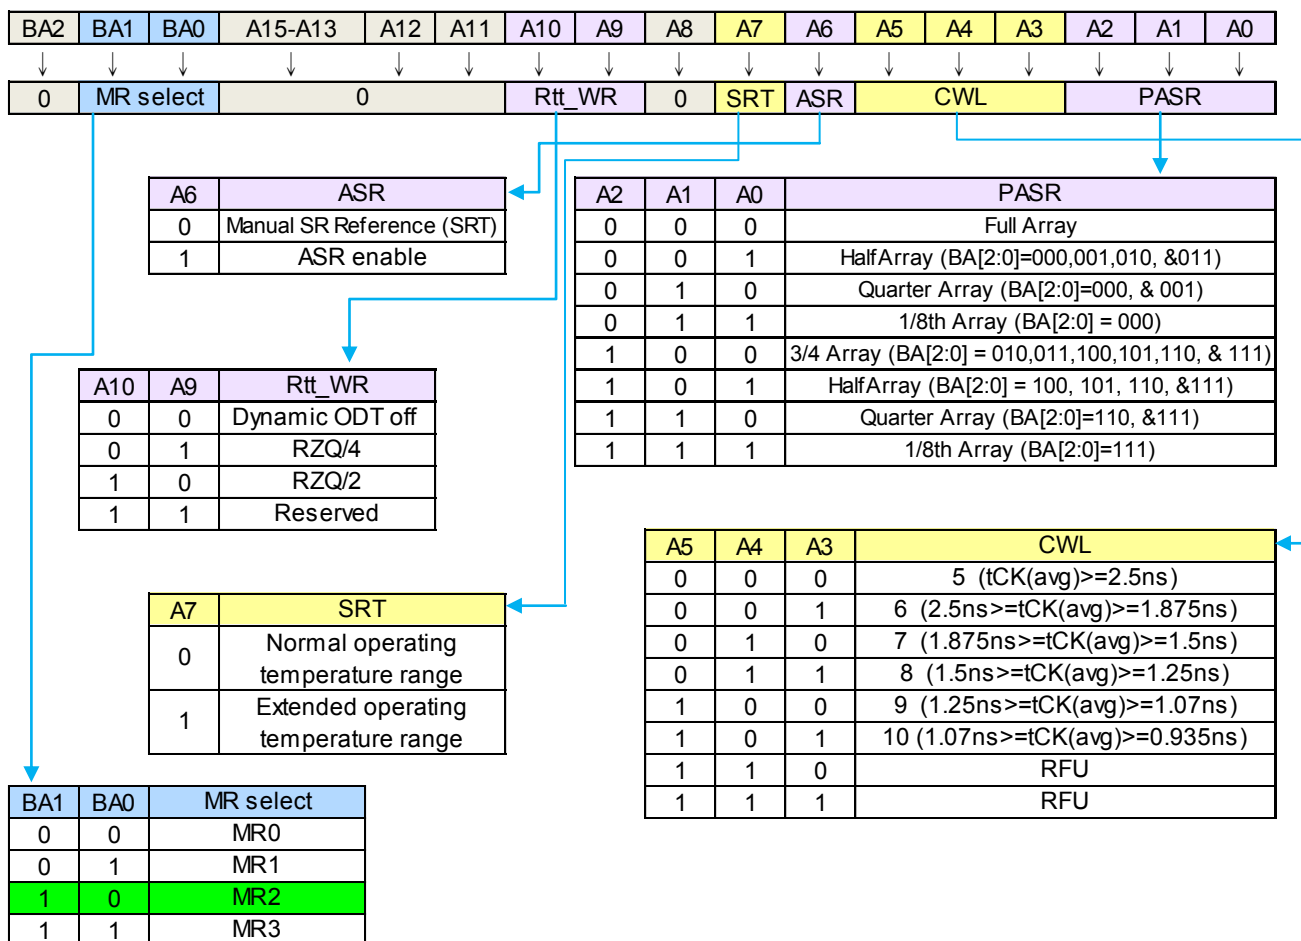 BA2 BA1 BA0 A15-A13 A12 A11 A10 A9 A8 A7 A6 A5 A4 A3 A2 A1 A0
0 MR select 0 Rtt_WR 0 SRT ASR CWL PASR
A6 ASR
0 Manual SR Reference (SRT)
1 ASR enable
A2 A1 A0 PASR
0 0 0 Full Array
0 0 1 HalfArray (BA[2:0]=000,001,010, &011)
0 1 0 Quarter Array (BA[2:0]=000, & 001)
0 1 1 1/8th Array (BA[2:0] = 000)
1 0 0 3/4 Array (BA[2:0] = 010,011,100,101,110, & 111)
1 0 1 HalfArray (BA[2:0] = 100, 101, 110, &111)
1 1 0 Quarter Array (BA[2:0]=110, &111)
1 1 1 1/8th Array (BA[2:0]=111)
A10 A9 Rtt_WR
0 0 Dynamic ODT off
0 1 RZQ/4
1 0 RZQ/2
1 1 Reserved
A5 A4 A3 CWL
0 0 0 5 (tCK(avg)>=2.5ns)
0 0 1 6 (2.5ns>=tCK(avg)>=1.875ns)
0 1 0 7 (1.875ns>=tCK(avg)>=1.5ns)
0 1 1 8 (1.5ns>=tCK(avg)>=1.25ns)
1 0 0 9 (1.25ns>=tCK(avg)>=1.07ns)
1 0 1 10 (1.07ns>=tCK(avg)>=0.935ns)
1 1 0 RFU
1 1 1 RFU
A7 SRT
0 Normal operating
temperature range
1 Extended operating
temperature range
BA1 BA0 MR select
0 0 MR0
0 1 MR1
1 0 MR2
1 1 MR3